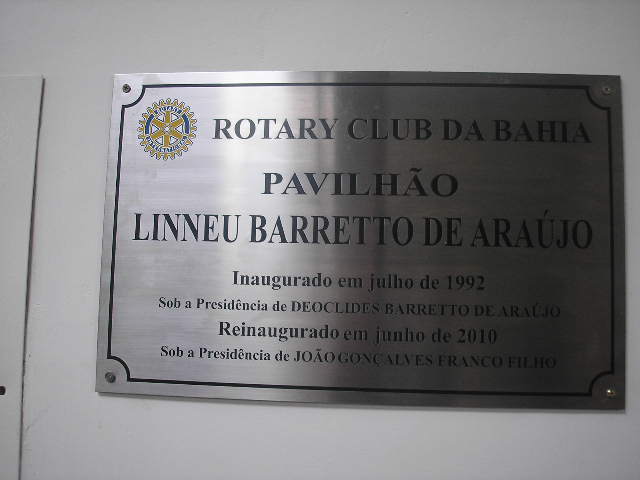 ROTARY CLUB DA BAHIA
PAVILHÃO
LINNEU BARRETTO DE ARAÚJO
Inaugurado em julho de 1992
Sob a Presidência de DEOCLIDES BARRETTO DE ARAÚJO
Reinaugurado em junho de 2010
Sob a Presidência de JOÃO GONÇALVES FRANCO FILHO